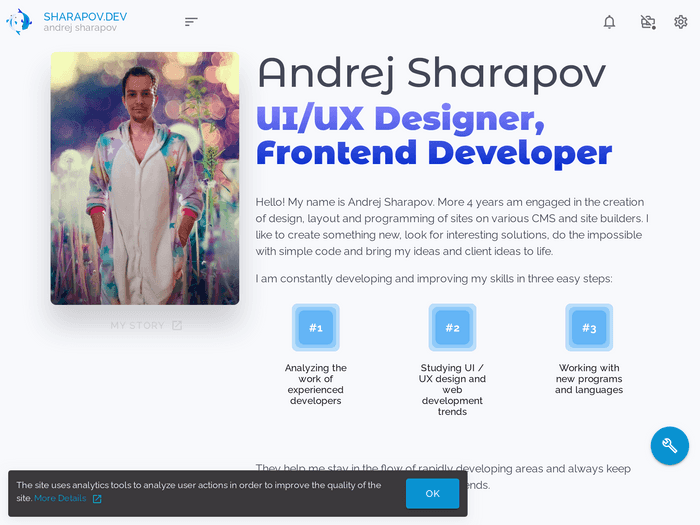 SHARAPOV.DEV
andrej sharapov
Andrej Sharapov
UI/UX Designer,
Frontend Developer
Hello! My name is Andrej Sharapov. More 4 years am engaged in the creation
of design, layout and programming of sites on various CMS and site builders. I
like to create something new, look for interesting solutions, do the impossible
with simple code and bring my ideas and client ideas to life.
I am constantly developing and improving my skills in three easy steps:
MY STORY
#1
#2
#3
Analyzing the
work of
experienced
developers
Studying UI /
UX design and
web
development
trends
Working with
new programs
and languages
They help me stay in the flow of rapidly developing areas and always keep
The site uses analytics tools to analyze user actions in order to improve the quality of the
site. More Details
OK